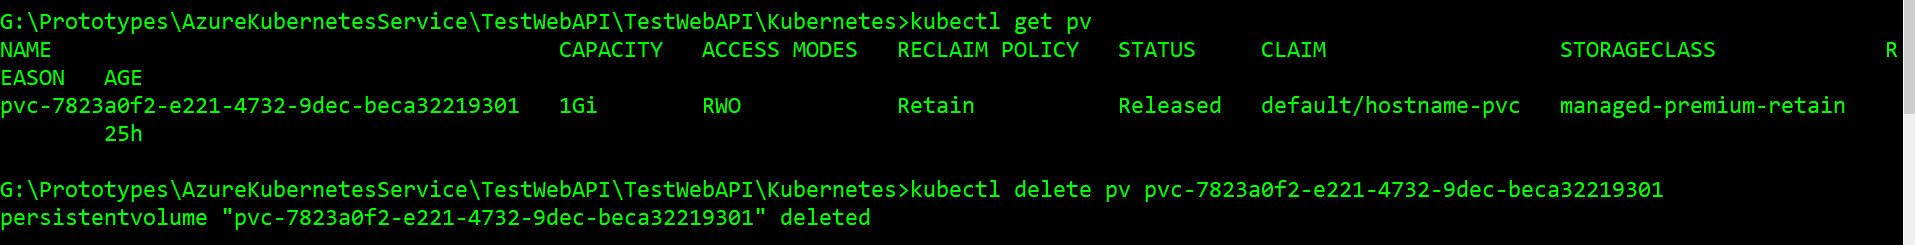 G:\Prototypes\AzureKubernetesService\TestWebAPI\TestWebAPI\Kubernetes>kubectl get pv
NAME                                       CAPACITY   ACCESS MODES   RECLAIM POLICY   STATUS     CLAIM                  STORAGECLASS             R
EASON   AGE
pvc-7823a0f2-e221-4732-9dec-beca32219301   1Gi        RWO            Retain           Released   default/hostname-pvc   managed-premium-retain
        25h
G:\Prototypes\AzureKubernetesService\TestWebAPI\TestWebAPI\Kubernetes>kubectl delete pv pvc-7823a0f2-e221-4732-9dec-beca32219301
persistentvolume "pvc-7823a0f2-e221-4732-9dec-beca32219301" deleted